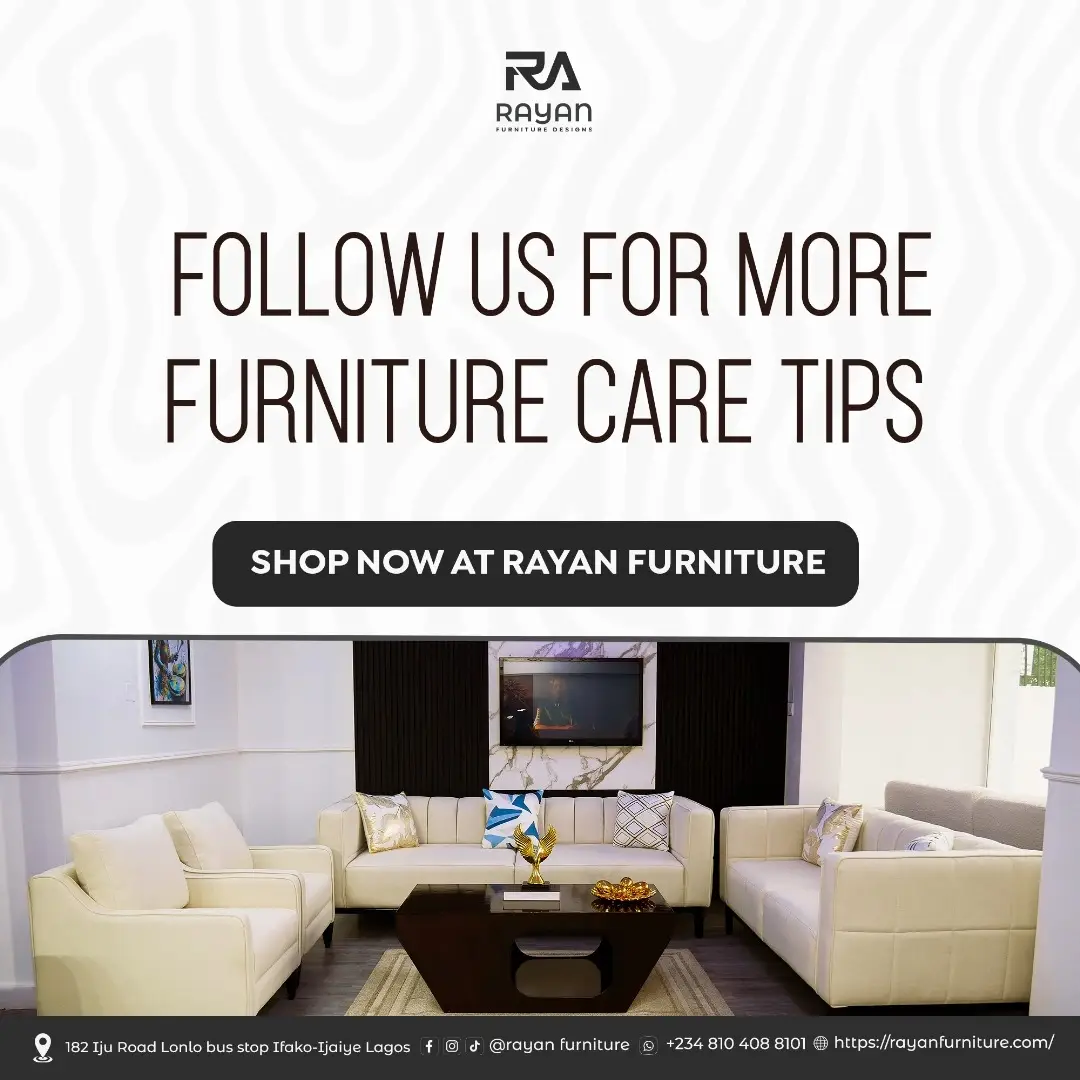 RA
RAYAN
FURNITURE DESIGNS
FOLLOW US FOR MORE
FURNITURE CARE TIPS
SHOP NOW AT RAYAN FURNITURE
182 Iju Road Lonlo bus stop Ifako-Ijaiye Lagos @rayan furniture +234 810 408 8101 https://rayanfurniture.com/